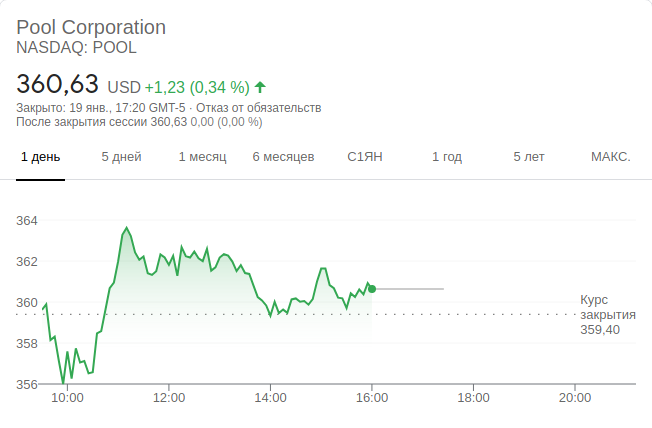 Pool Corporation
NASDAQ: POOL
360,63 USD +1,23 (0,34 %)
Закрыто: 19 янв., 17:20 GMT-5 · Отказ от обязательств
После закрытия сессии 360,63 0,00 (0,00 %)
1 день 5 дней 1 месяц 6 месяцев С1ЯН 1 год 5 лет МАКС.
364
362
360
358
356
Курс
закрытия
359,40
10:00 12:00 14:00 16:00 18:00 20:00